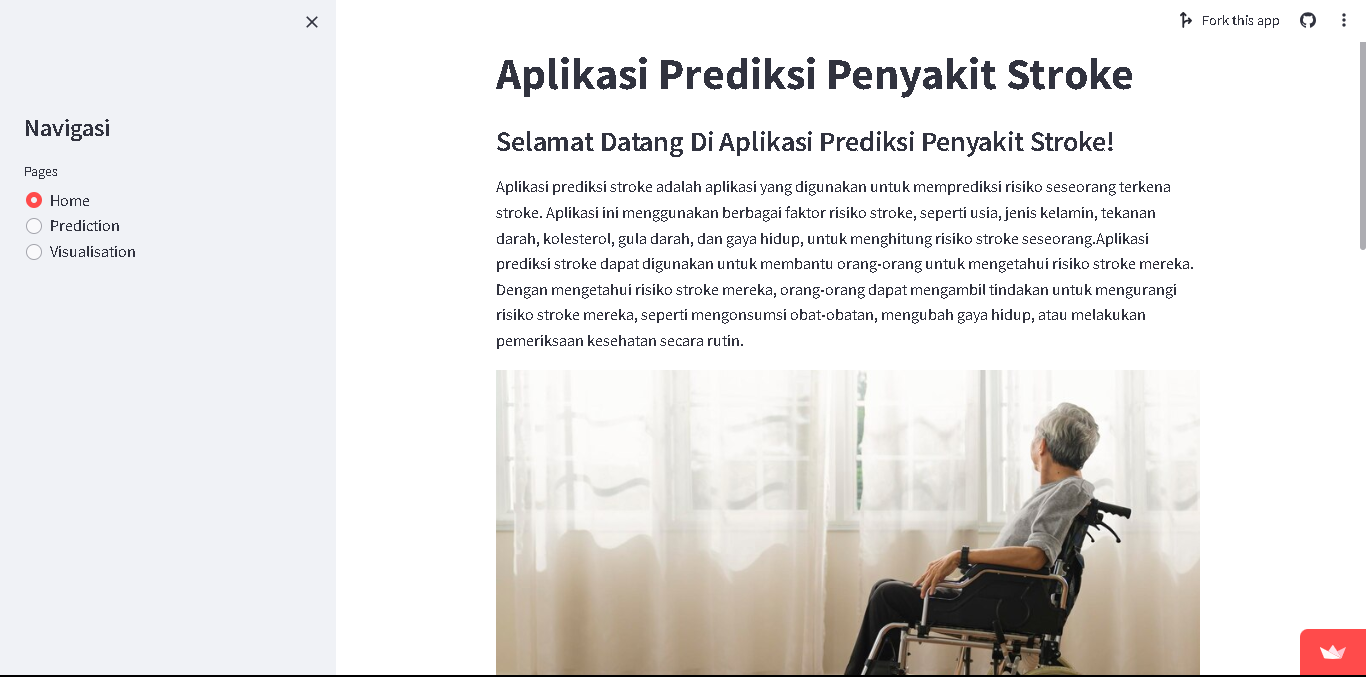 Fork this app
Navigasi
Pages
Home
Prediction
Visualisation
Aplikasi Prediksi Penyakit Stroke
Selamat Datang Di Aplikasi Prediksi Penyakit Stroke!
Aplikasi prediksi stroke adalah aplikasi yang digunakan untuk memprediksi risiko seseorang terkena
stroke. Aplikasi ini menggunakan berbagai faktor risiko stroke, seperti usia, jenis kelamin, tekanan
darah, kolesterol, gula darah, dan gaya hidup, untuk menghitung risiko stroke seseorang.Aplikasi
prediksi stroke dapat digunakan untuk membantu orang-orang untuk mengetahui risiko stroke mereka.
Dengan mengetahui risiko stroke mereka, orang-orang dapat mengambil tindakan untuk mengurangi
risiko stroke mereka, seperti mengonsumsi obat-obatan, mengubah gaya hidup, atau melakukan
pemeriksaan kesehatan secara rutin.